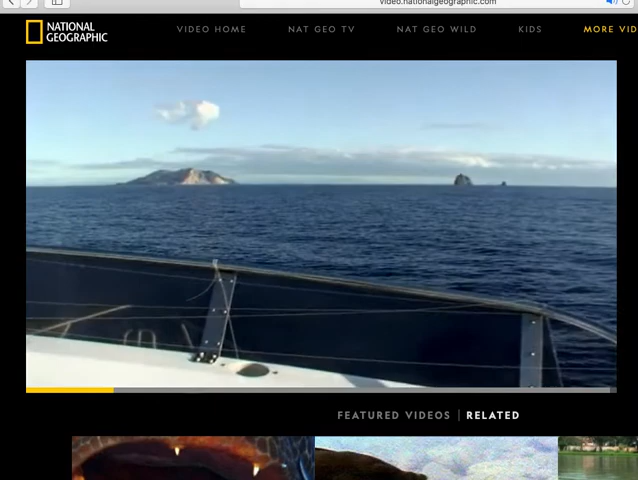 video.nationalgeographic.com
NATIONAL
GEOGRAPHIC
VIDEO HOME
NAT GEO TV
NAT GEO WILD
KIDS
MORE VID
FEATURED VIDEOS | RELATED